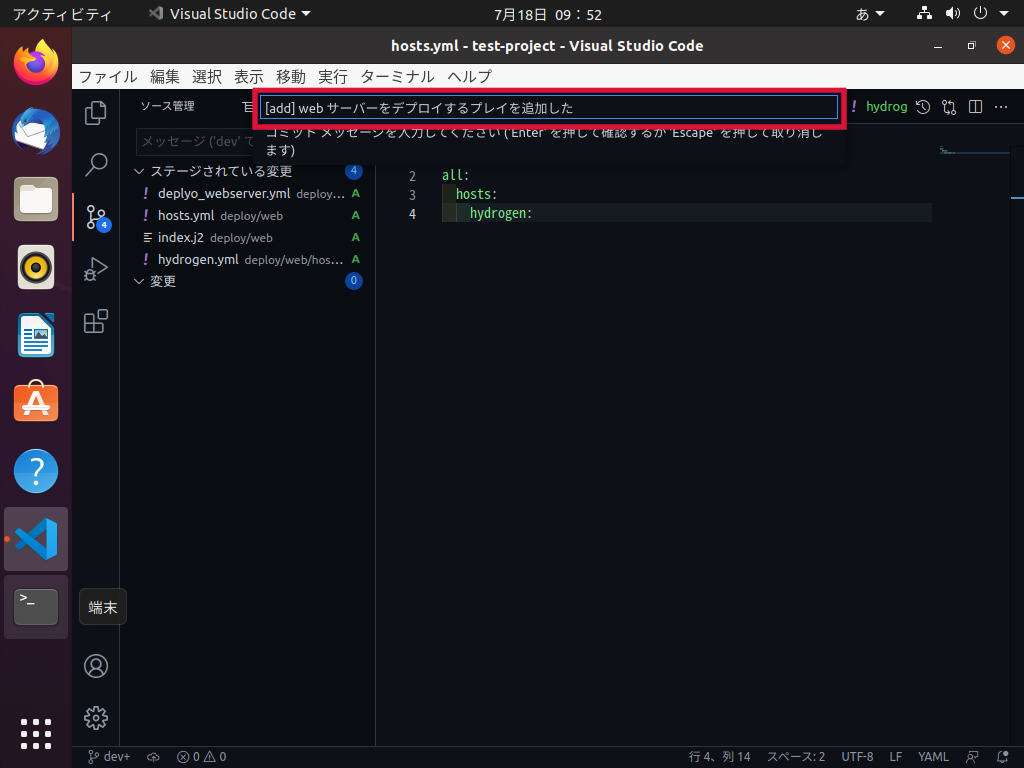 アクティビティ
Visual Studio Code
7月18日 09：52
あ
hosts.yml - test-project - Visual Studio Code
ファイル 編集 選択 表示 移動 実行 ターミナル ヘルプ
ソース管理
[add] web サーバーをデプロイするプレイを追加した
! hydrog
コミット メッセージを入力してください ('Enter' を押して確認するか 'Escape' を押して取り消し
ます)
メッセージ ('dev' で
ステージされている変更 4
! deplyo_webserver.yml deploy... A
! hosts.yml deploy/web A
index.j2 deploy/web A
! hydrogen.yml deploy/web/hos... A
変更 0
4
2 all:
3 hosts:
4 hydrogen:
端末
dev+ 0 0
行 4、列 14 スペース: 2 UTF-8 LF YAML